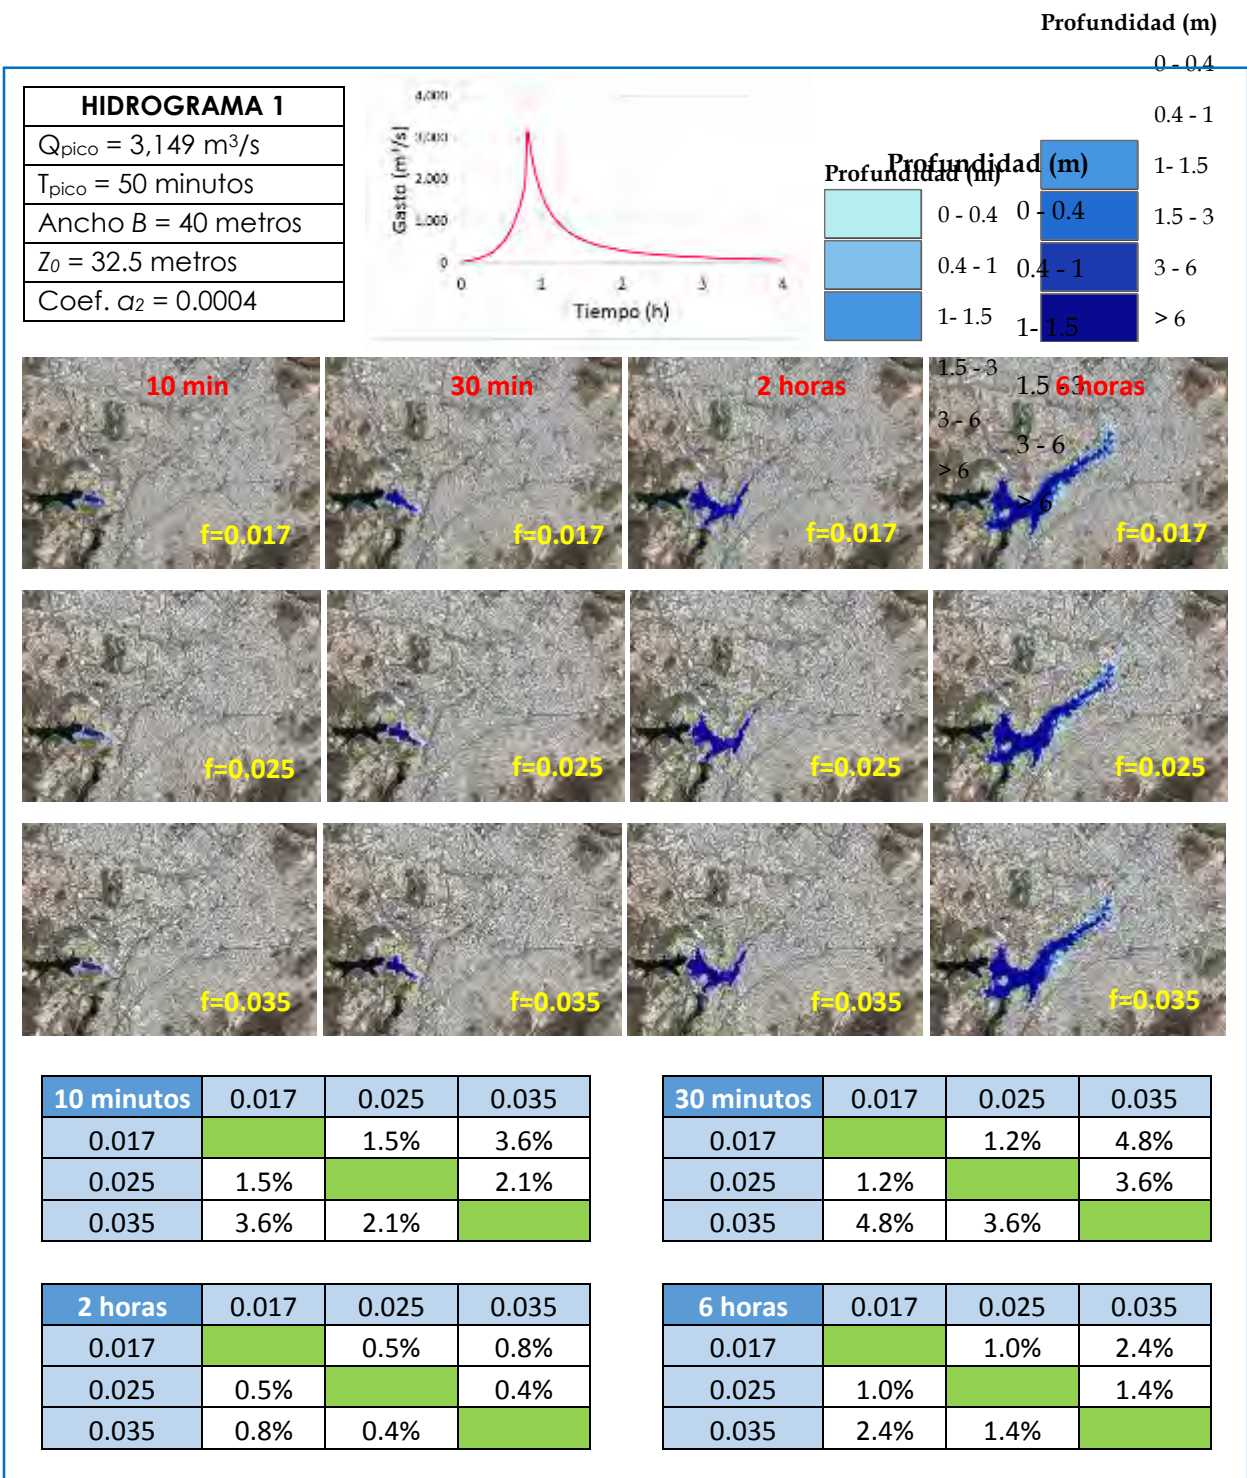 Profundidad (m)
0 - 0.4
0.4 - 1
1- 1.5
1.5 - 3
3 - 6
> 6
HIDROGRAMA 1
Qpico = 3,149 m³/s
Tpico = 50 minutos
Ancho B = 40 metros
Z0 = 32.5 metros
Coef. α2 = 0.0004
Gasto (m³/s)
4,000
3,000
2,000
1,000
0
0 1 2 3 4
Tiempo (h)
Profundidad (m)
0 - 0.4
0.4 - 1
1- 1.5
1.5 - 3
3 - 6
> 6
Profundidad (m)
0 - 0.4
0.4 - 1
1- 1.5
1.5 - 3
3 - 6
> 6
10 min 30 min 2 horas 6 horas
f=0.017 f=0.017 f=0.017 f=0.017
f=0.025 f=0.025 f=0.025 f=0.025
f=0.035 f=0.035 f=0.035 f=0.035
10 minutos 0.017 0.025 0.035
0.017 1.5% 3.6%
0.025 1.5% 2.1%
0.035 3.6% 2.1%
30 minutos 0.017 0.025 0.035
0.017 1.2% 4.8%
0.025 1.2% 3.6%
0.035 4.8% 3.6%
2 horas 0.017 0.025 0.035
0.017 0.5% 0.8%
0.025 0.5% 0.4%
0.035 0.8% 0.4%
6 horas 0.017 0.025 0.035
0.017 1.0% 2.4%
0.025 1.0% 1.4%
0.035 2.4% 1.4%